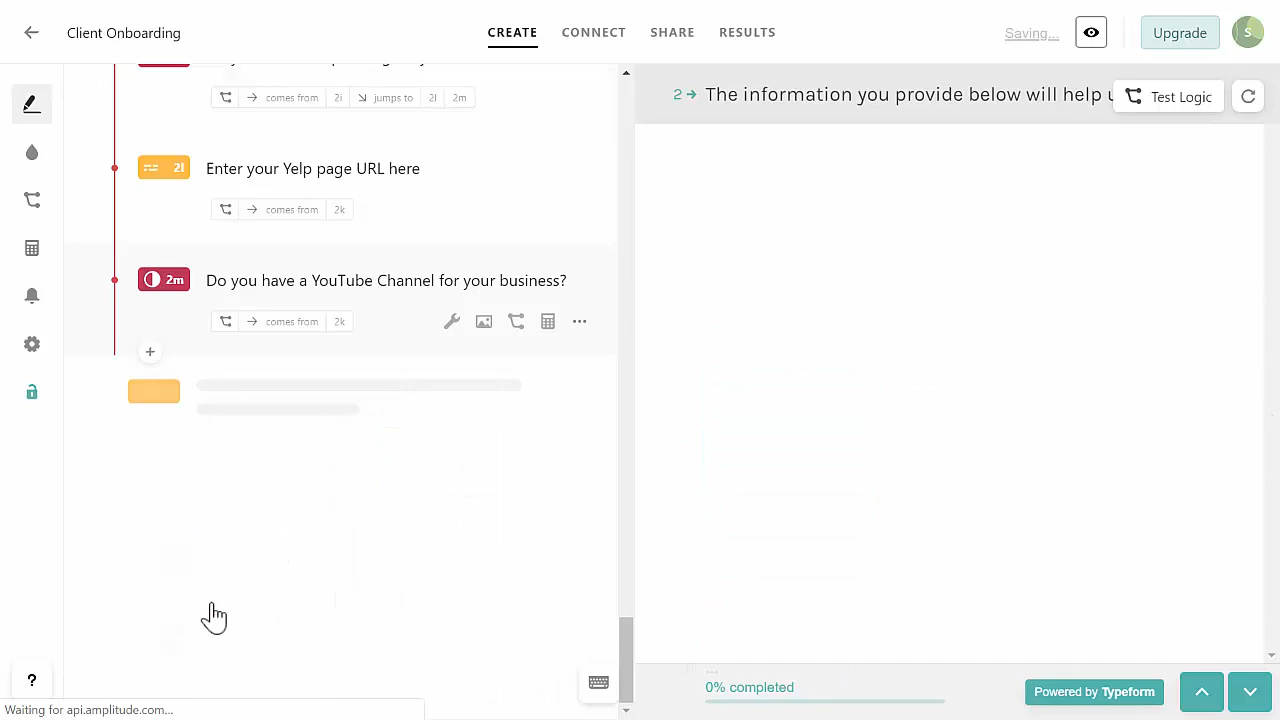 Client Onboarding
CREATE
CONNECT
SHARE
RESULTS
Saving...
Upgrade
S
comes from
2i
jumps to
2l
2m
2l
Enter your Yelp page URL here
comes from
2k
2m
Do you have a YouTube Channel for your business?
comes from
2k
2
The information you provide below will help
Test Logic
0% completed
Powered by Typeform
?
Waiting for api.amplitude.com...